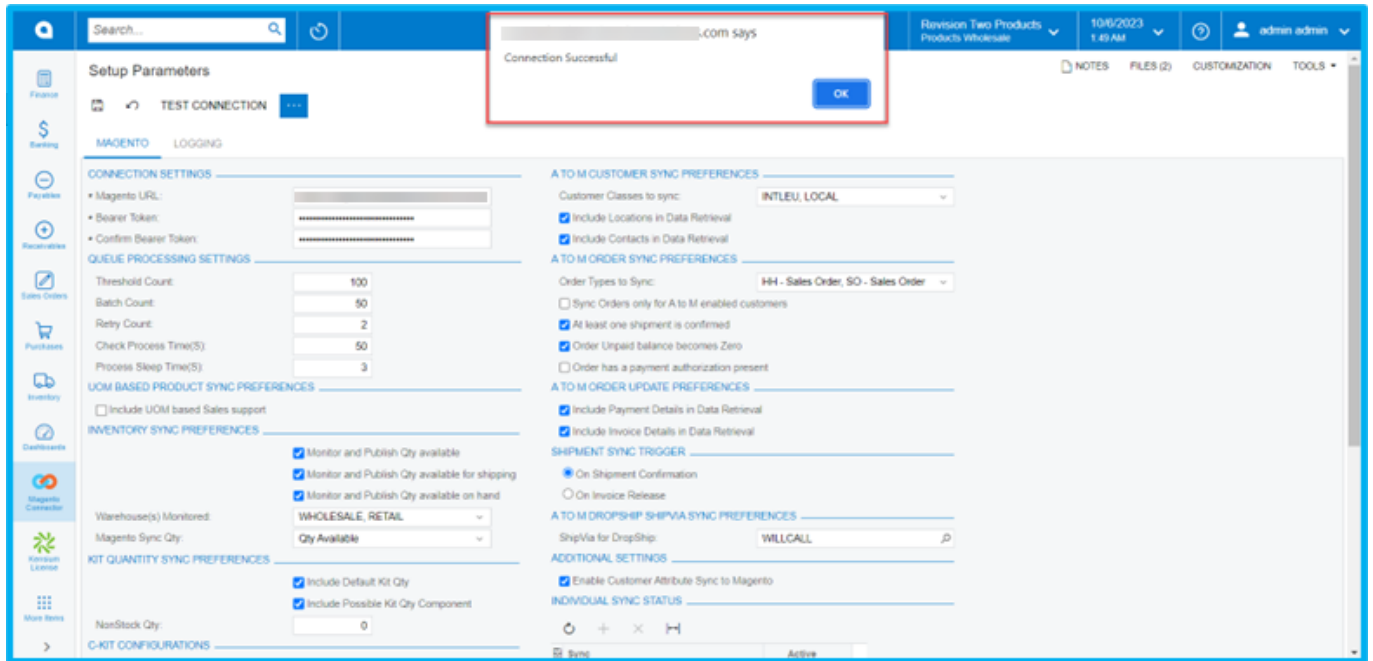 Search...
.com says
Connection Successful
OK
Revision Two Products
Products Wholesale
10/6/2023
1:49 AM
admin admin
Finance
Banking
Payables
Receivables
Sales Orders
Purchases
Inventory
Dashboards
Magento
Connector
Kensium
License
More Items
Setup Parameters
NOTES FILES (2) CUSTOMIZATION TOOLS
TEST CONNECTION
MAGENTO LOGGING
CONNECTION SETTINGS
Magento URL:
Bearer Token:
Confirm Bearer Token:
QUEUE PROCESSING SETTINGS
Threshold Count: 100
Batch Count: 50
Retry Count: 2
Check Process Time(S): 50
Process Sleep Time(S): 3
UOM BASED PRODUCT SYNC PREFERENCES
Include UOM based Sales support
INVENTORY SYNC PREFERENCES
Monitor and Publish Qty available
Monitor and Publish Qty available for shipping
Monitor and Publish Qty available on hand
Warehouse(s) Monitored: WHOLESALE, RETAIL
Magento Sync Qty: Qty Available
KIT QUANTITY SYNC PREFERENCES
Include Default Kit Qty
Include Possible Kit Qty Component
NonStock Qty: 0
C-KIT CONFIGURATIONS
A TO M CUSTOMER SYNC PREFERENCES
Customer Classes to sync: INTLEU, LOCAL
Include Locations in Data Retrieval
Include Contacts in Data Retrieval
A TO M ORDER SYNC PREFERENCES
Order Types to Sync: HH - Sales Order, SO - Sales Order
Sync Orders only for A to M enabled customers
At least one shipment is confirmed
Order Unpaid balance becomes Zero
Order has a payment authorization present
A TO M ORDER UPDATE PREFERENCES
Include Payment Details in Data Retrieval
Include Invoice Details in Data Retrieval
SHIPMENT SYNC TRIGGER
On Shipment Confirmation
On Invoice Release
A TO M DROPSHIP SHIPVIA SYNC PREFERENCES
ShipVia for DropShip: WILLCALL
ADDITIONAL SETTINGS
Enable Customer Attribute Sync to Magento
INDIVIDUAL SYNC STATUS
Sync Active